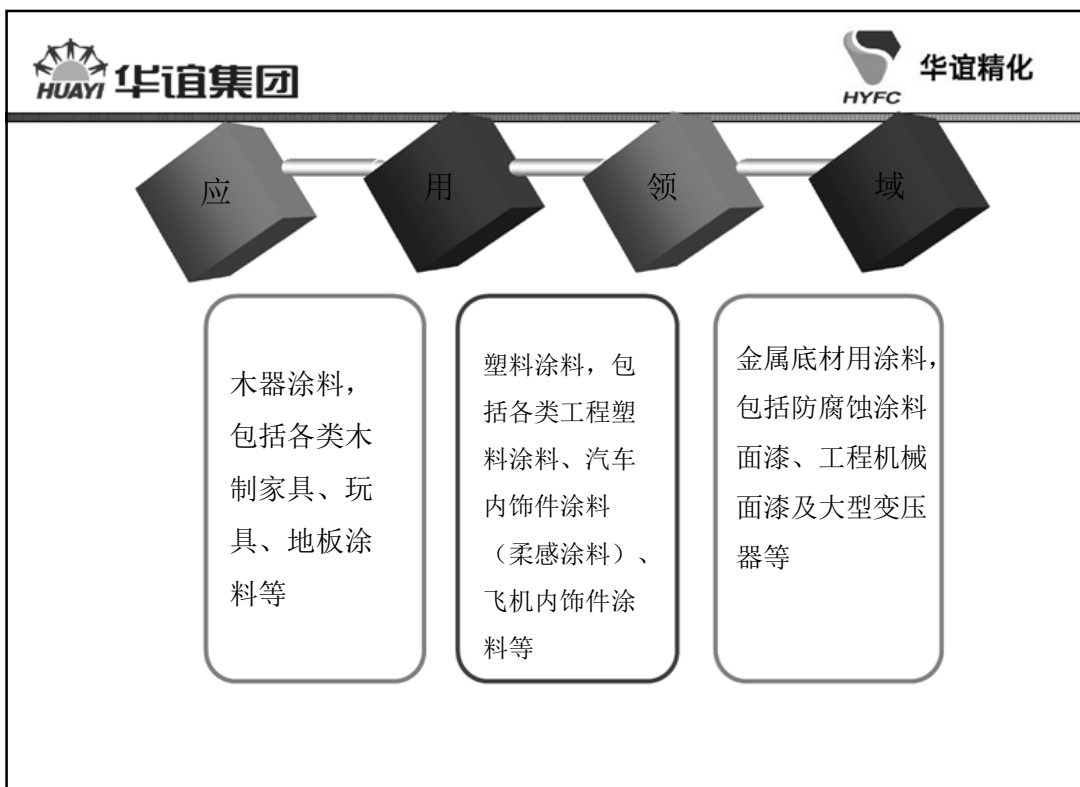 HUAYI 华谊集团
HYFC 华谊精化
应 用 领 域
木器涂料，
包括各类木
制家具、玩
具、地板涂
料等
塑料涂料，包
括各类工程塑
料涂料、汽车
内饰件涂料
（柔感涂料）、
飞机内饰件涂
料等
金属底材用涂料，
包括防腐蚀涂料
面漆、工程机械
面漆及大型变压
器等